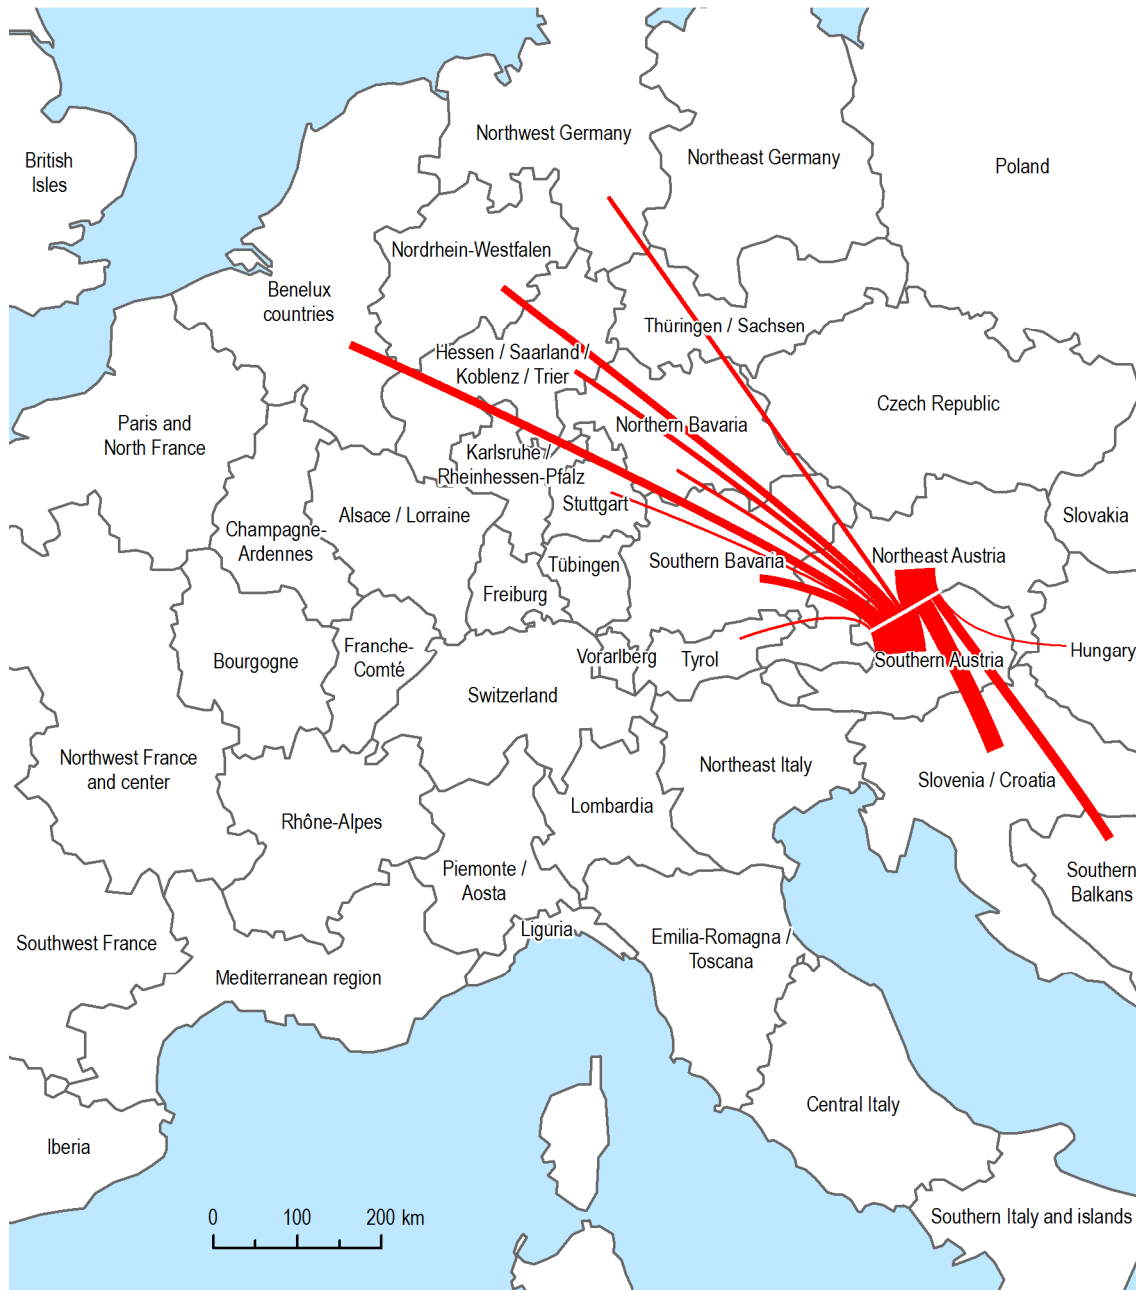 Northwest Germany
Northeast Germany
British
Isles
Poland
Nordrhein-Westfalen
Benelux
countries
Thüringen / Sachsen
Hessen / Saarland /
Koblenz / Trier
Czech Republic
Paris and
North France
Northern Bavaria
Karlsruhe /
Rheinhessen-Pfalz
Stuttgart
Alsace / Lorraine
Slovakia
Champagne-
Ardennes
Northeast Austria
Southern Bavaria
Tübingen
Freiburg
Franche-
Comté
Bourgogne
Vorarlberg
Tyrol
Southern Austria
Hungary
Switzerland
Northwest France
and center
Northeast Italy
Slovenia / Croatia
Lombardia
Rhône-Alpes
Piemonte /
Aosta
Southern
Balkans
Liguria
Southwest France
Emilia-Romagna /
Toscana
Mediterranean region
Central Italy
Iberia
0 100 200 km
Southern Italy and islands